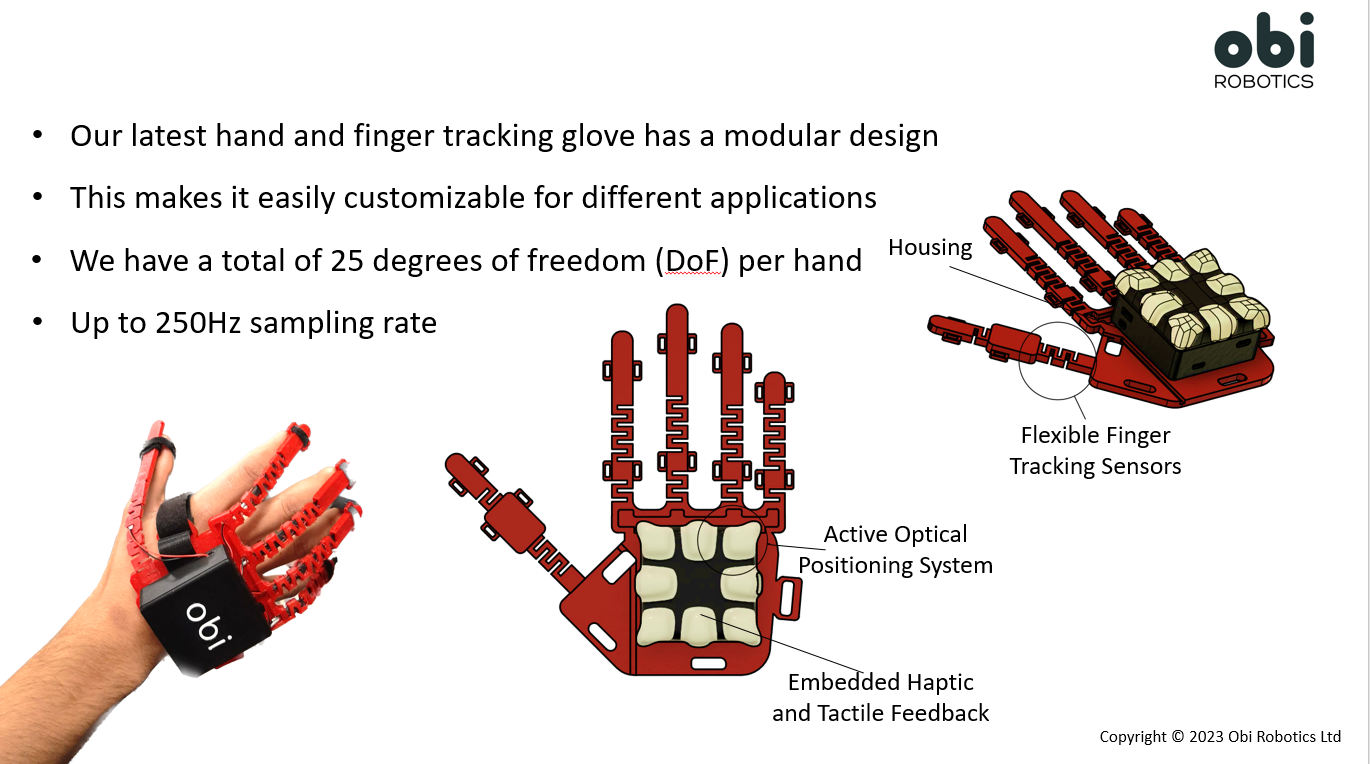 obi
ROBOTICS
• Our latest hand and finger tracking glove has a modular design
• This makes it easily customizable for different applications
• We have a total of 25 degrees of freedom (DoF) per hand
• Up to 250Hz sampling rate
Housing
Flexible Finger
Tracking Sensors
Active Optical
Positioning System
obi
Embedded Haptic
and Tactile Feedback
Copyright © 2023 Obi Robotics Ltd